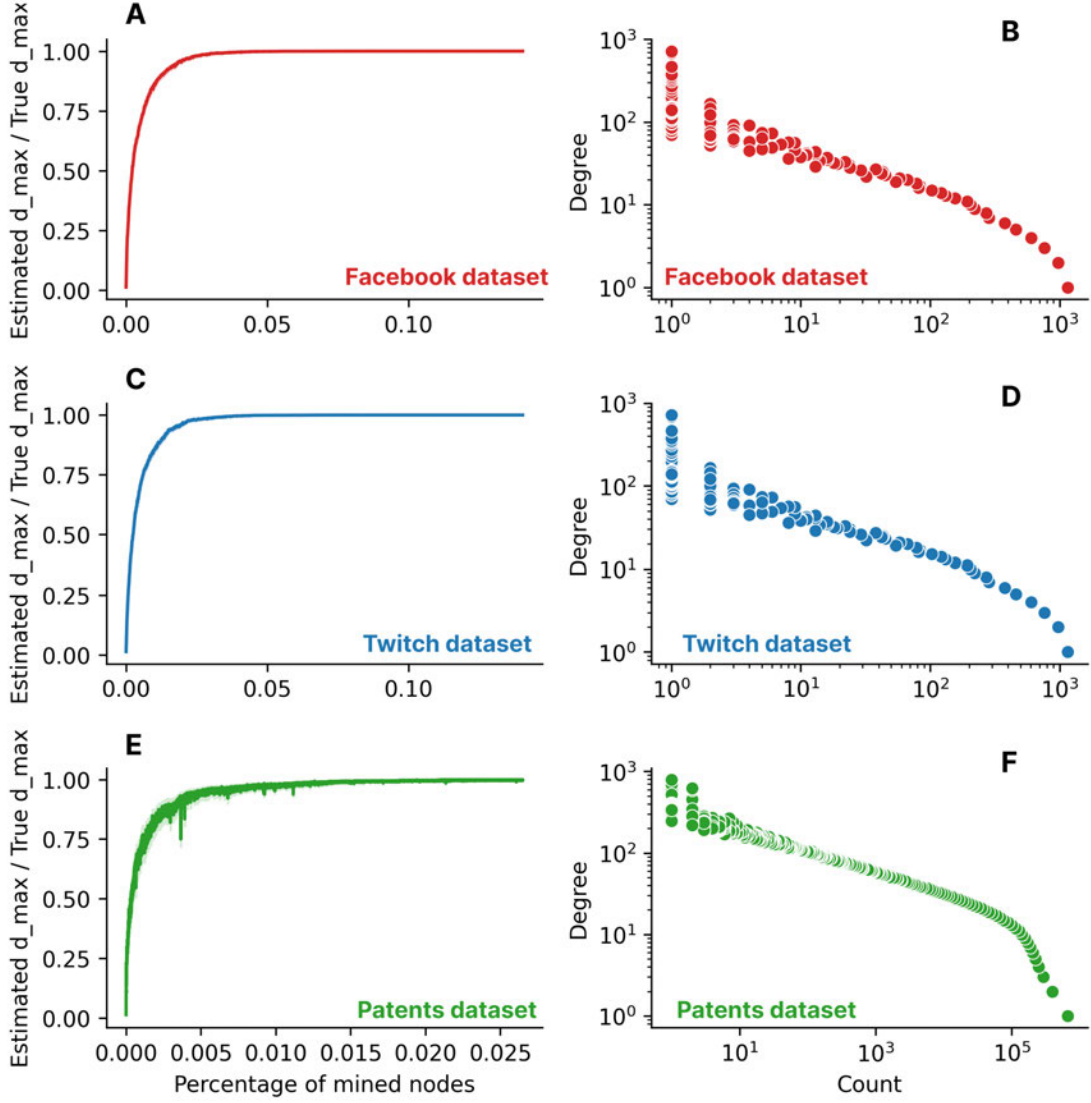 A
Estimated d_max / True d_max
1.00
0.75
0.50
0.25
0.00
Facebook dataset
0.00 0.05 0.10
B
Degree
10³
10²
10¹
10⁰
Facebook dataset
10⁰ 10¹ 10² 10³
C
Estimated d_max / True d_max
1.00
0.75
0.50
0.25
0.00
Twitch dataset
0.00 0.05 0.10
D
Degree
10³
10²
10¹
10⁰
Twitch dataset
10⁰ 10¹ 10² 10³
E
Estimated d_max / True d_max
1.00
0.75
0.50
0.25
0.00
Patents dataset
0.000 0.005 0.010 0.015 0.020 0.025
Percentage of mined nodes
F
Degree
10³
10²
10¹
10⁰
Patents dataset
10¹ 10³ 10⁵
Count